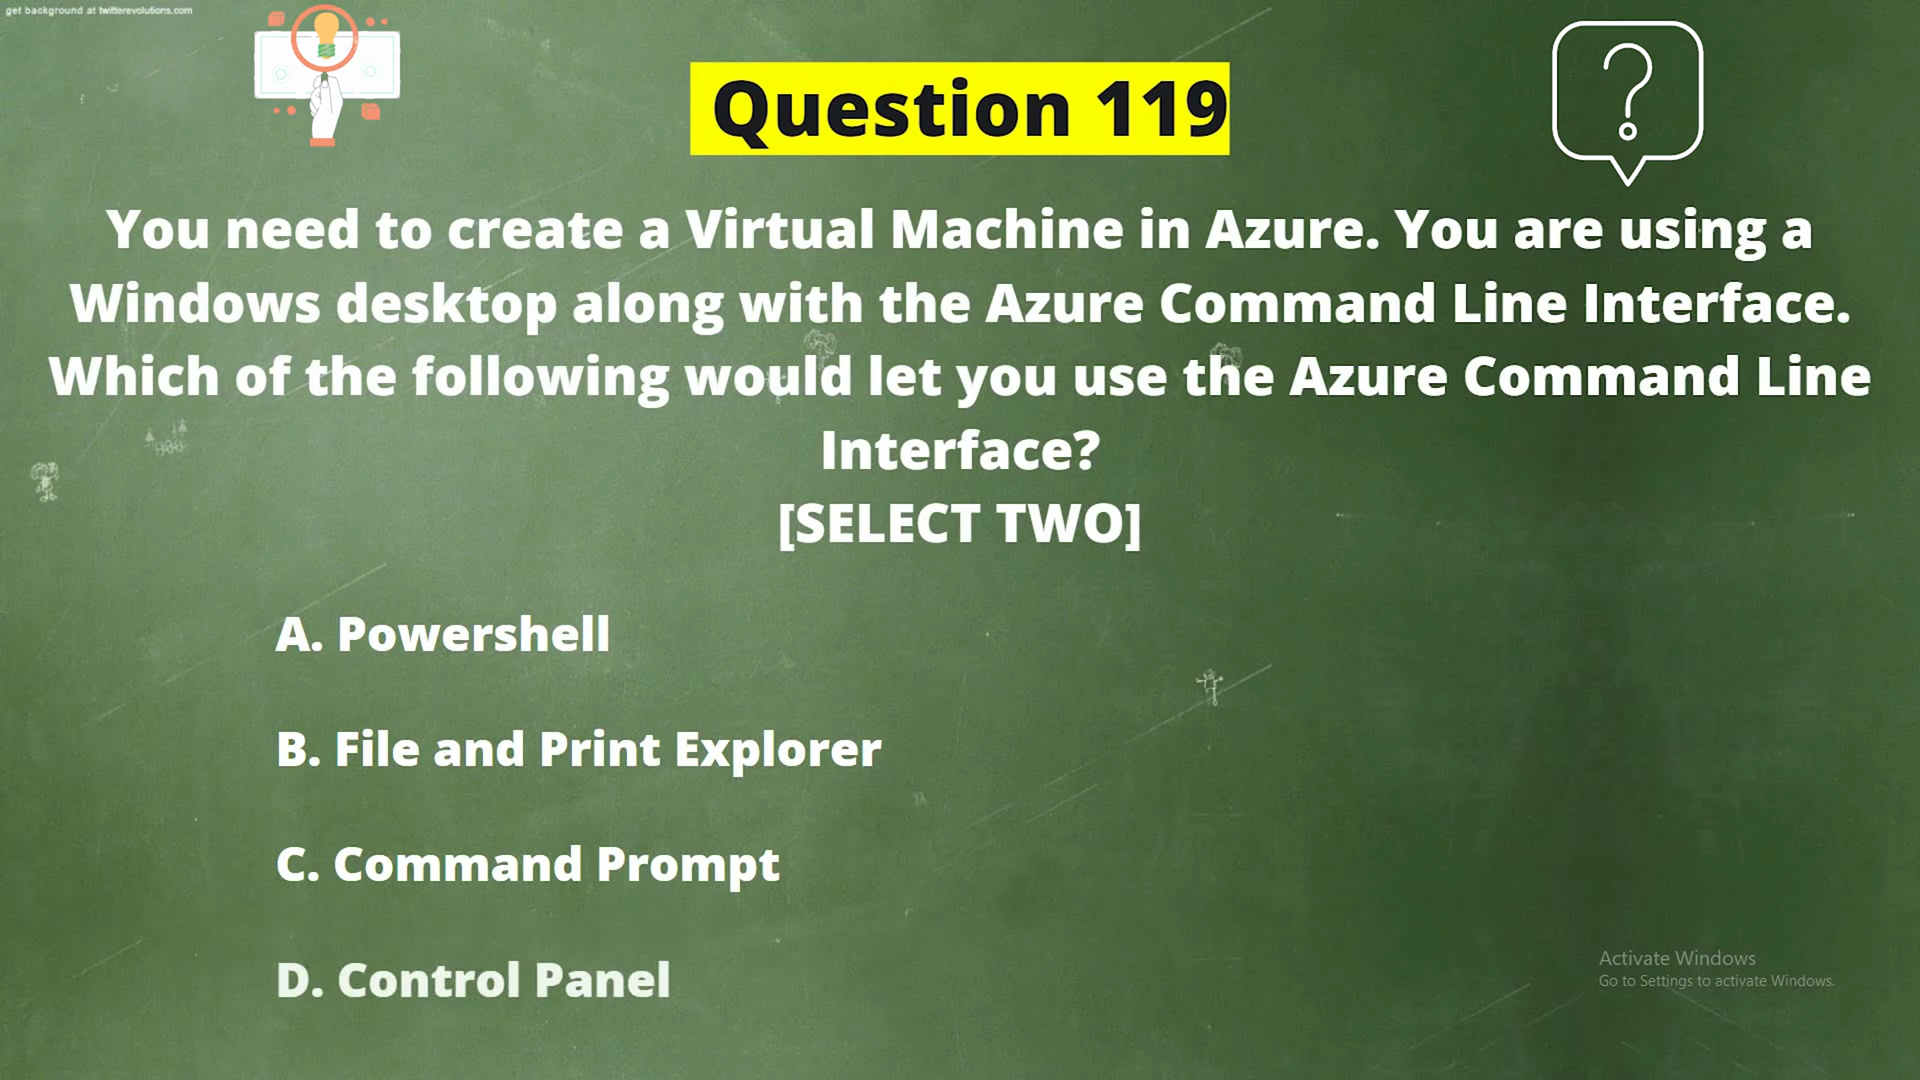 get background at twitterevolutions.com
Question 119
You need to create a Virtual Machine in Azure. You are using a
Windows desktop along with the Azure Command Line Interface.
Which of the following would let you use the Azure Command Line
Interface?
[SELECT TWO]
A. Powershell
B. File and Print Explorer
C. Command Prompt
D. Control Panel
Activate Windows
Go to Settings to activate Windows.